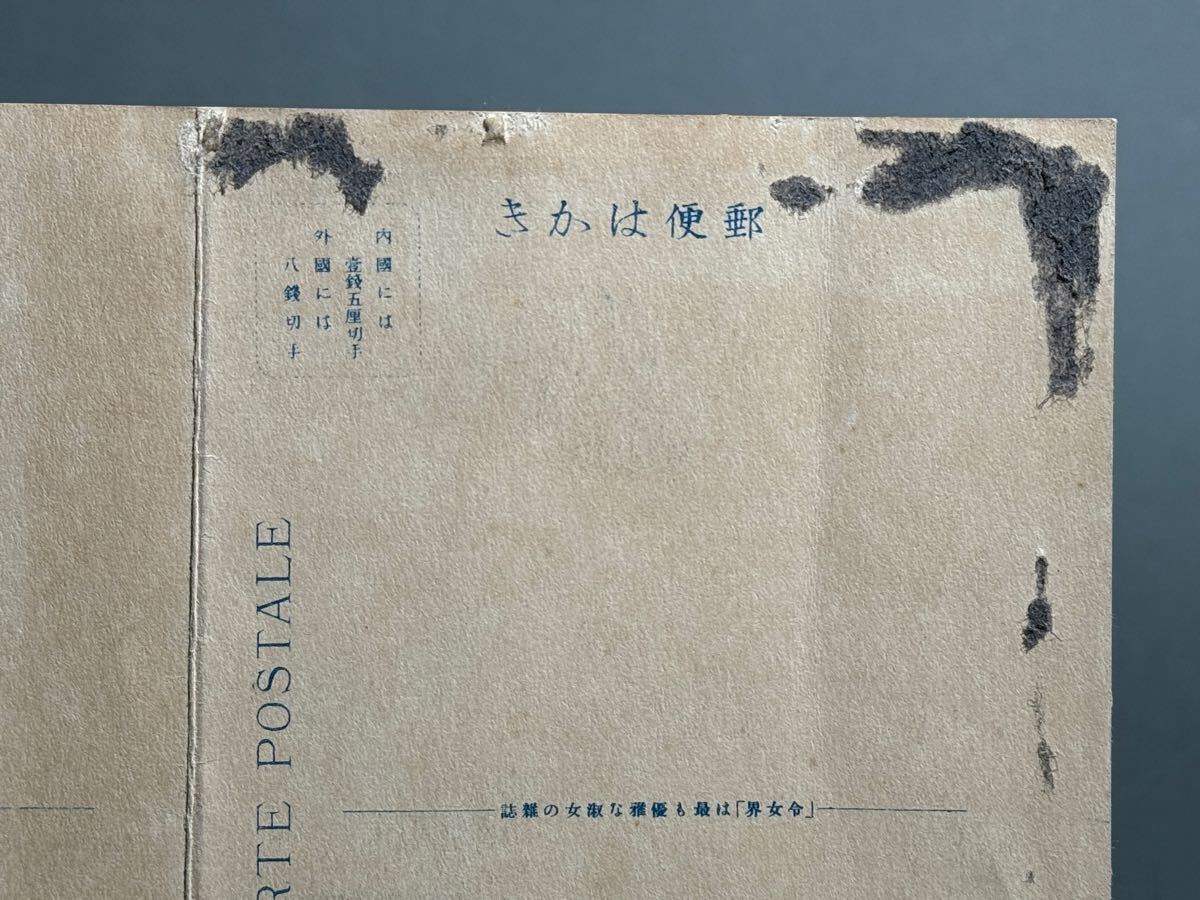 郵便はかき
内國には
壹錢五厘切手
外國には
八錢切手
RTE POSTALE
「令女界」は最も優雅な淑女の雜誌